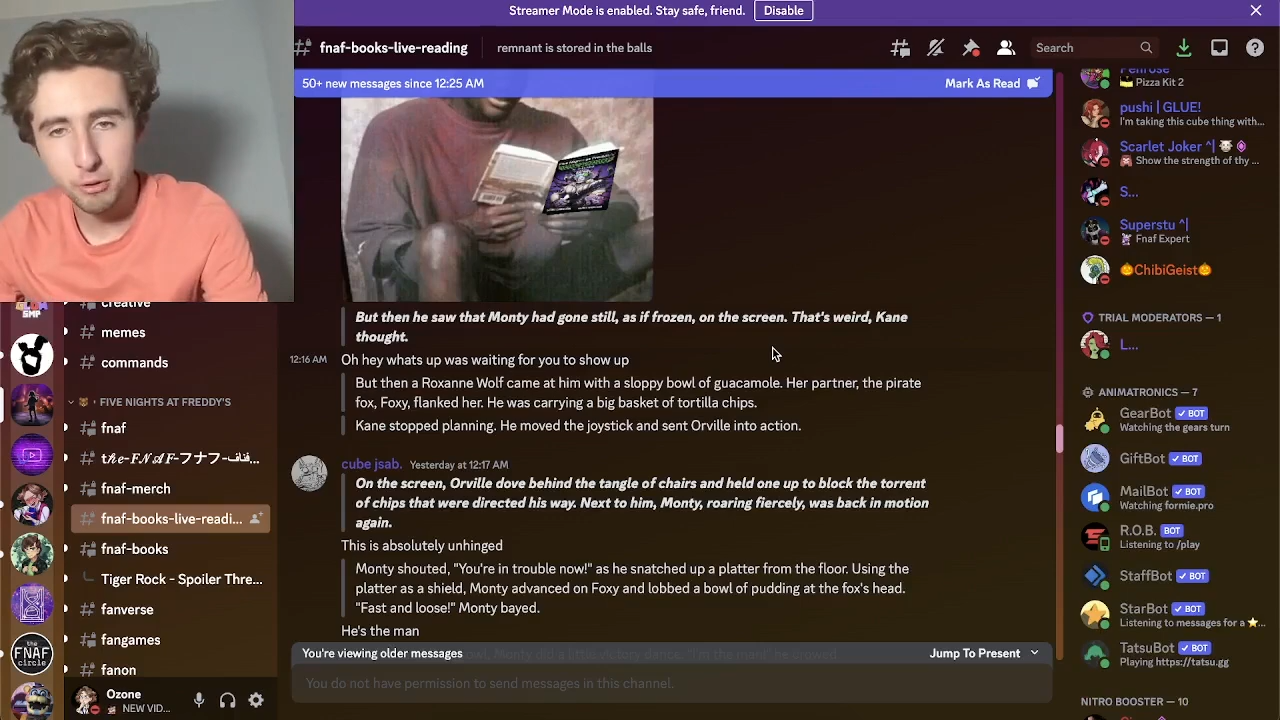 Streamer Mode is enabled. Stay safe, friend.
Disable
fnaf-books-live-reading
remnant is stored in the balls
Search
50+ new messages since 12:25 AM
Mark As Read
But then he saw that Monty had gone still, as if frozen, on the screen. That's weird, Kane
thought.
12:16 AM
Oh hey whats up was waiting for you to show up
But then a Roxanne Wolf came at him with a sloppy bowl of guacamole. Her partner, the pirate
fox, Foxy, flanked her. He was carrying a big basket of tortilla chips.
Kane stopped planning. He moved the joystick and sent Orville into action.
cube jsab.
Yesterday at 12:17 AM
On the screen, Orville dove behind the tangle of chairs and held one up to block the torrent
of chips that were directed his way. Next to him, Monty, roaring fiercely, was back in motion
again.
This is absolutely unhinged
Monty shouted, "You're in trouble now!" as he snatched up a platter from the floor. Using the
platter as a shield, Monty advanced on Foxy and lobbed a bowl of pudding at the fox's head.
"Fast and loose!" Monty bayed.
He's the man
bowl, Monty did a little victory dance. "I'm the man!" he crowed
You're viewing older messages
Jump To Present
You do not have permission to send messages in this channel.
creative
memes
commands
FIVE NIGHTS AT FREDDY'S
fnaf
fnaf-merch
fnaf-books-live-readi...
fnaf-books
Tiger Rock - Spoiler Thre...
fanverse
fangames
fanon
SMP
the
FNAF
circle
Ozone
NEW VID...
Penrose
Pizza Kit 2
pushi | GLUE!
I'm taking this cube thing with...
Scarlet Joker ^|
Show the strength of thy ...
S...
Superstu ^|
Fnaf Expert
ChibiGeist
TRIAL MODERATORS — 1
L...
ANIMATRONICS — 7
GearBot
BOT
Watching the gears turn
GiftBot
BOT
MailBot
BOT
Watching formie.pro
R.O.B.
BOT
Listening to /play
StaffBot
BOT
StarBot
BOT
Listening to messages for a
TatsuBot
BOT
Playing https://tatsu.gg
NITRO BOOSTER — 10